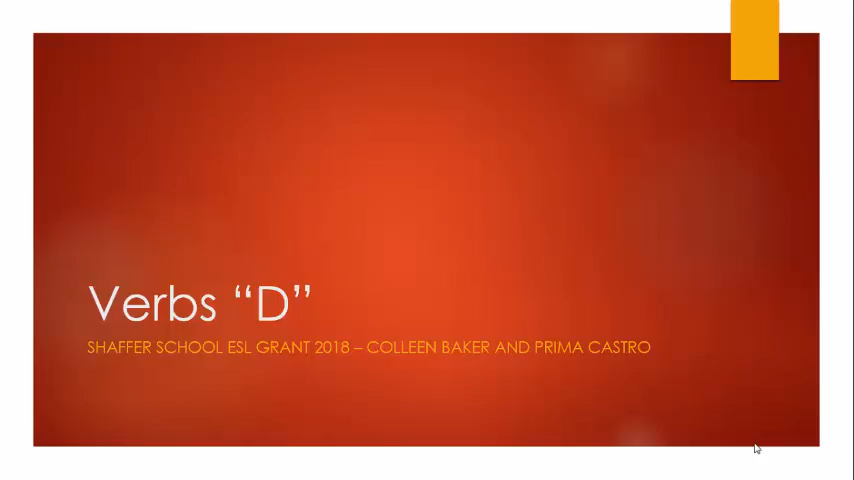 Verbs “D”
SHAFFER SCHOOL ESL GRANT 2018 – COLLEEN BAKER AND PRIMA CASTRO